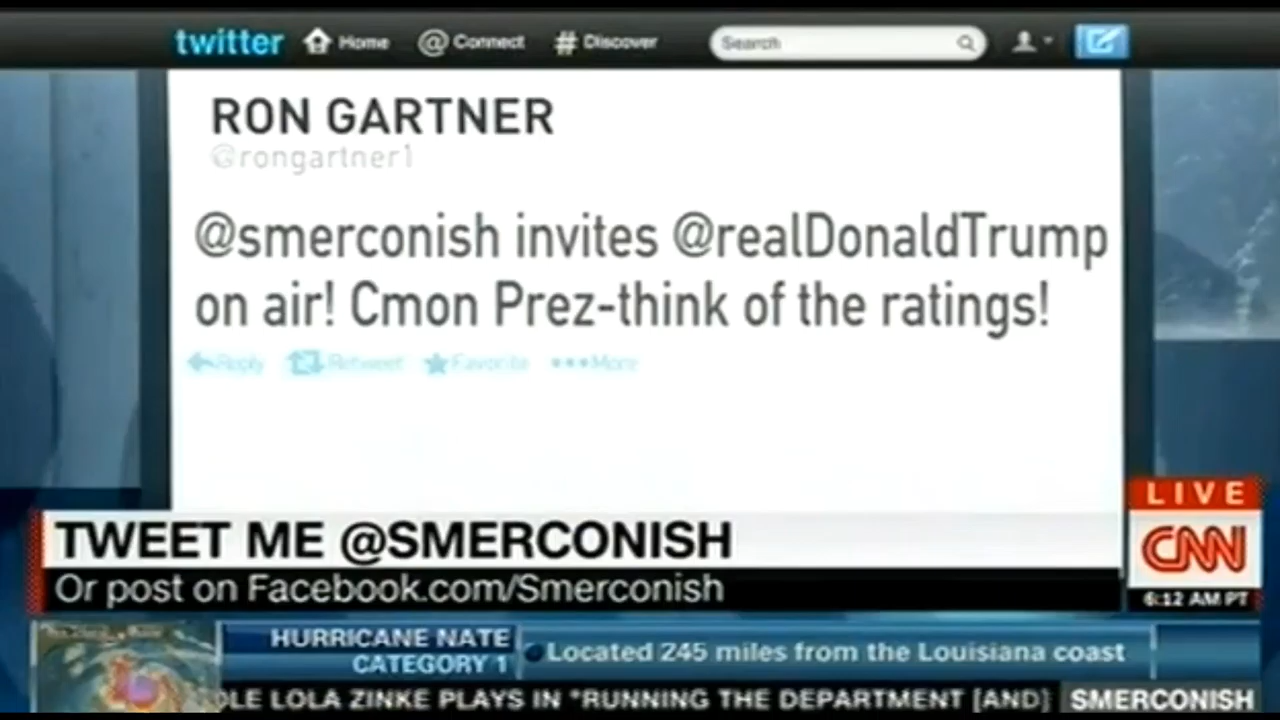 twitter Home @ Connect # Discover Search
RON GARTNER
@rongartner1
@smerconish invites @realDonaldTrump
on air! Cmon Prez-think of the ratings!
Reply Retweet Favorite More
LIVE
CNN
6:12 AM PT
TWEET ME @SMERCONISH
Or post on Facebook.com/Smerconish
HURRICANE NATE
CATEGORY 1
Located 245 miles from the Louisiana coast
OLE LOLA ZINKE PLAYS IN "RUNNING THE DEPARTMENT [AND] SMERCONISH